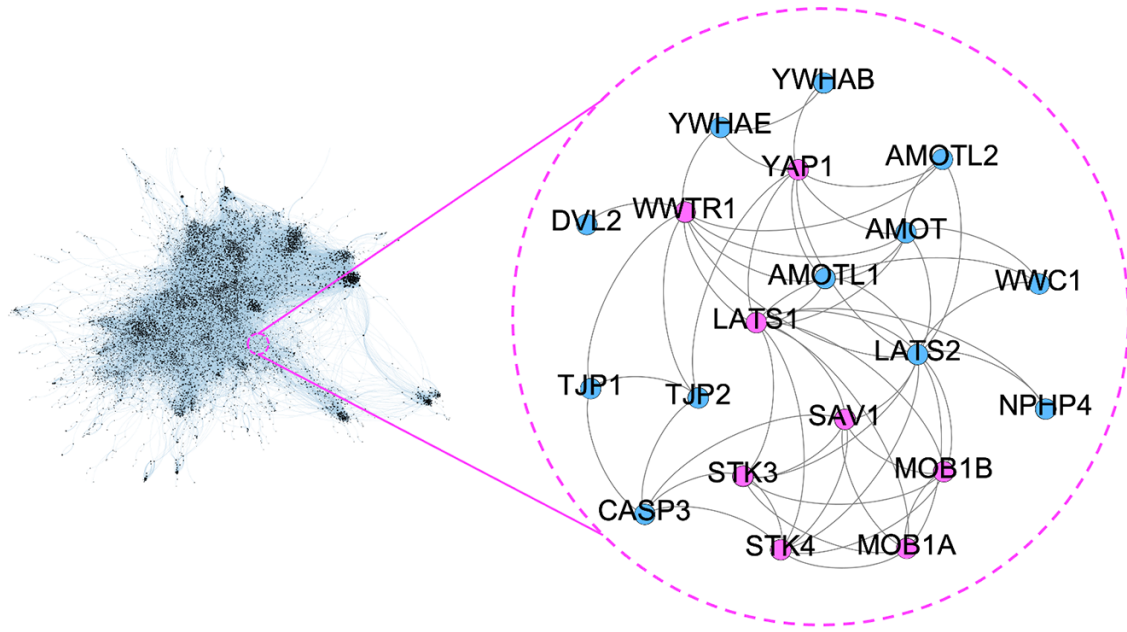 YWHAB
YWHAE
YAP1
AMOTL2
WWTR1
DVL2
AMOT
AMOTL1
WWC1
LATS1
LATS2
TJP1
TJP2
NPHP4
SAV1
STK3
MOB1B
CASP3
STK4
MOB1A